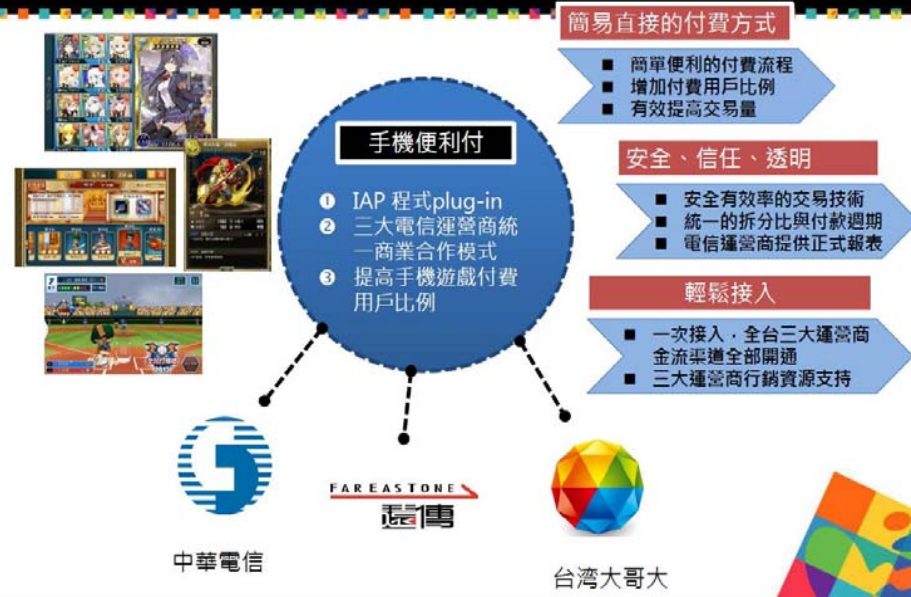 簡易直接的付費方式
■ 簡單便利的付費流程
■ 增加付費用戶比例
■ 有效提高交易量
手機便利付
❶ IAP 程式plug-in
❷ 三大電信運營商統
一商業合作模式
❸ 提高手機遊戲付費
用戶比例
安全、信任、透明
■ 安全有效率的交易技術
■ 統一的拆分比與付款週期
■ 電信運營商提供正式報表
輕鬆接入
■ 一次接入，全台三大運營商
金流渠道全部開通
■ 三大運營商行銷資源支持
FAREASTONE
遠傳
中華電信
台湾大哥大